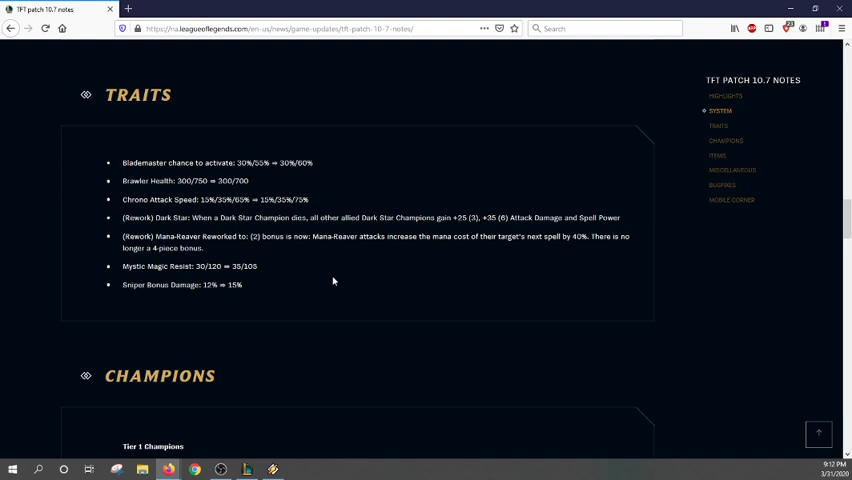 TFT patch 10.7 notes
https://na.leagueoflegends.com/en-us/news/game-updates/tft-patch-10-7-notes/
Search
23
1
TRAITS
Blademaster chance to activate: 30%/55% ⇒ 30%/60%
Brawler Health: 300/750 ⇒ 300/700
Chrono Attack Speed: 15%/35%/65% ⇒ 15%/35%/75%
(Rework) Dark Star: When a Dark Star Champion dies, all other allied Dark Star Champions gain +25 (3), +35 (6) Attack Damage and Spell Power
(Rework) Mana-Reaver Reworked to: (2) bonus is now: Mana-Reaver attacks increase the mana cost of their target's next spell by 40%. There is no
longer a 4-piece bonus.
Mystic Magic Resist: 30/120 ⇒ 35/105
Sniper Bonus Damage: 12% ⇒ 15%
CHAMPIONS
Tier 1 Champions
TFT PATCH 10.7 NOTES
HIGHLIGHTS
SYSTEM
TRAITS
CHAMPIONS
ITEMS
MISCELLANEOUS
BUGFIXES
MOBILE CORNER
9:12 PM
3/31/2020